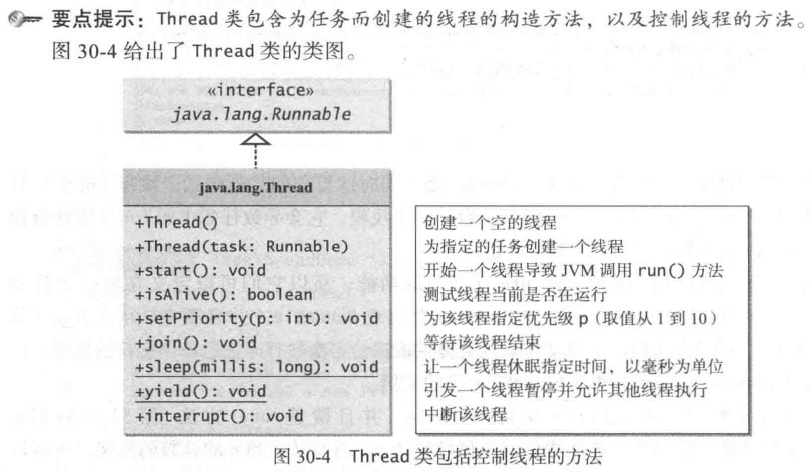 要点提示：Thread 类包含为任务而创建的线程的构造方法，以及控制线程的方法。
图 30-4 给出了 Thread 类的类图。
«interface»
java.lang.Runnable
java.lang.Thread
+Thread()
+Thread(task: Runnable)
+start(): void
+isAlive(): boolean
+setPriority(p: int): void
+join(): void
+sleep(millis: long): void
+yield(): void
+interrupt(): void
创建一个空的线程
为指定的任务创建一个线程
开始一个线程导致 JVM 调用 run() 方法
测试线程当前是否在运行
为该线程指定优先级 p（取值从 1 到 10）
等待该线程结束
让一个线程休眠指定时间，以毫秒为单位
引发一个线程暂停并允许其他线程执行
中断该线程
图 30-4 Thread 类包括控制线程的方法